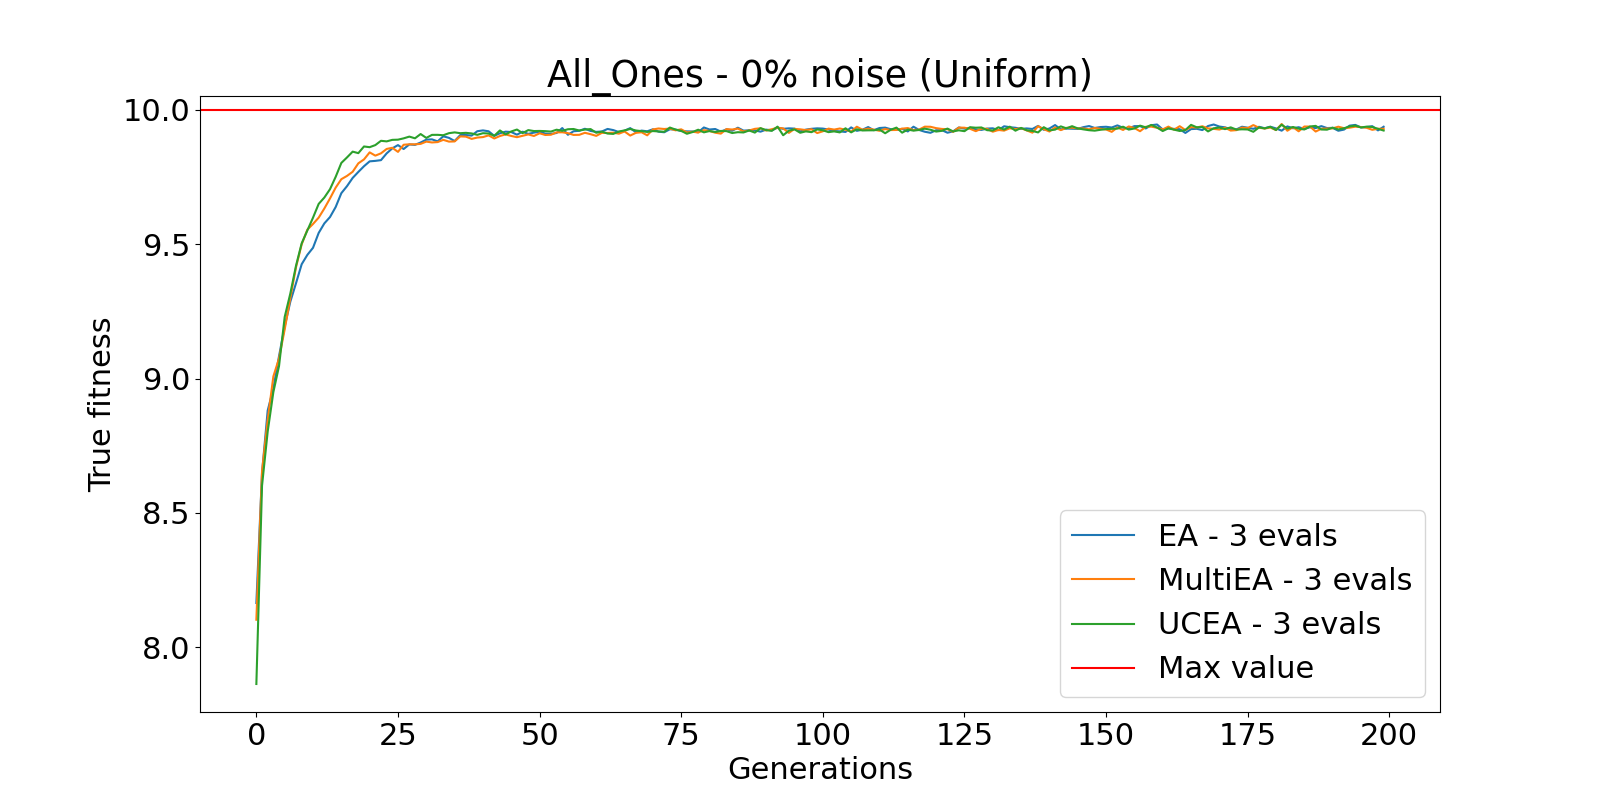 All_Ones - 0% noise (Uniform)
10.0
9.5
9.0
8.5
8.0
True fitness
EA - 3 evals
MultiEA - 3 evals
UCEA - 3 evals
Max value
0 25 50 75 100 125 150 175 200
Generations